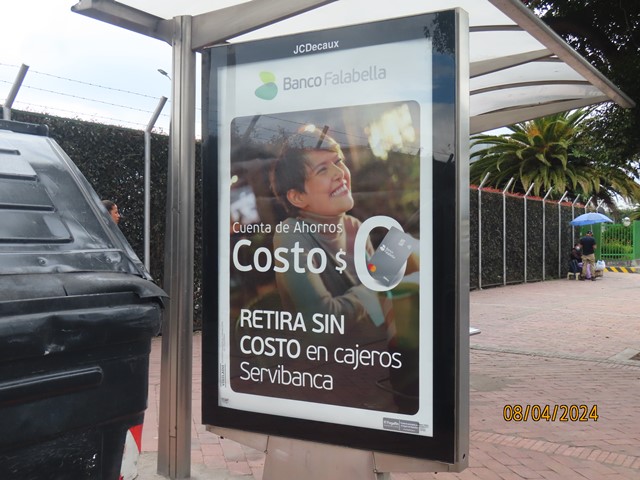 JCDecaux
Banco Falabella
Cuenta de Ahorros
Costo $ 0
RETIRA SIN
COSTO en cajeros
Servibanca
08/04/2024